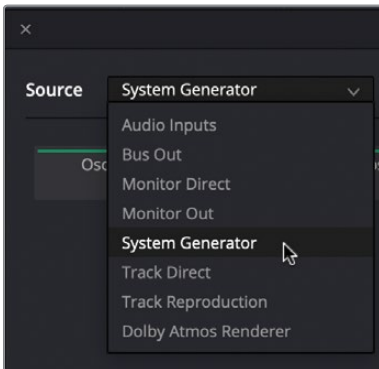 Source
System Generator
Audio Inputs
Bus Out
Monitor Direct
Monitor Out
System Generator
Track Direct
Track Reproduction
Dolby Atmos Renderer